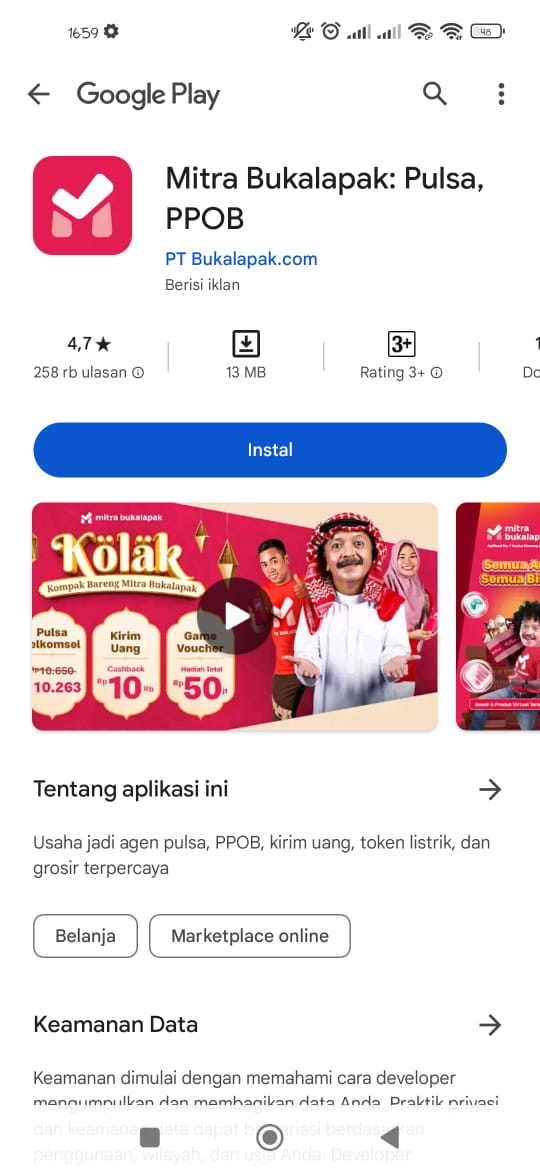 16:59
48
Google Play
Mitra Bukalapak: Pulsa,
PPOB
PT Bukalapak.com
Berisi iklan
4,7★
258 rb ulasan
13 MB
3+
Rating 3+
Do
Instal
mitra bukalapak
Köläk
Kompak Bareng Mitra Bukalapak
Pulsa
elkomsel
Rp10.650
10.263
Kirim
Uang
Cashback
Rp 10 Rb
Game
Voucher
Hadiah Total
Rp 50 jt
mitra
bukalap
Semua A
Semua Bi
Tentang aplikasi ini
Usaha jadi agen pulsa, PPOB, kirim uang, token listrik, dan
grosir terpercaya
Belanja
Marketplace online
Keamanan Data
Keamanan dimulai dengan memahami cara developer
mengumpulkan dan membagikan data Anda. Praktik privasi
dan keamanan data dapat bervariasi berdasarkan
penggunaan, wilayah, dan usia Anda. Developer